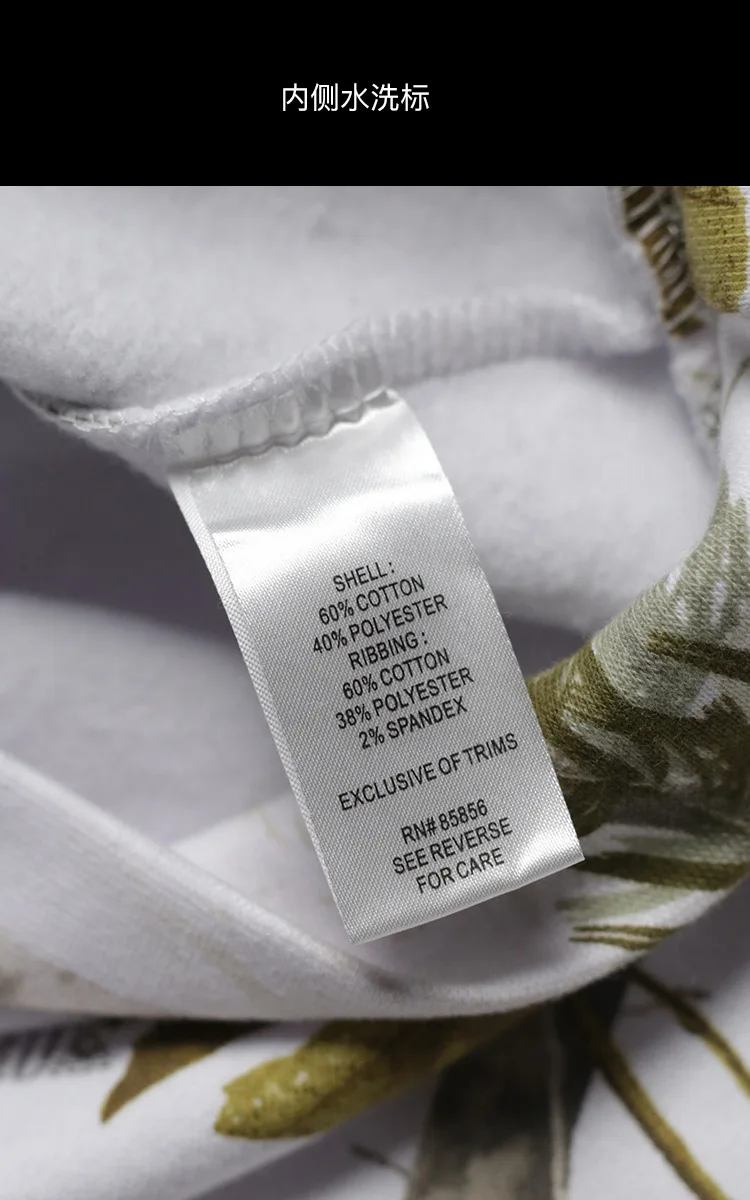 内侧水洗标
SHELL:
60% COTTON
40% POLYESTER
RIBBING:
60% COTTON
38% POLYESTER
2% SPANDEX
EXCLUSIVE OF TRIMS
RN# 85856
SEE REVERSE
FOR CARE